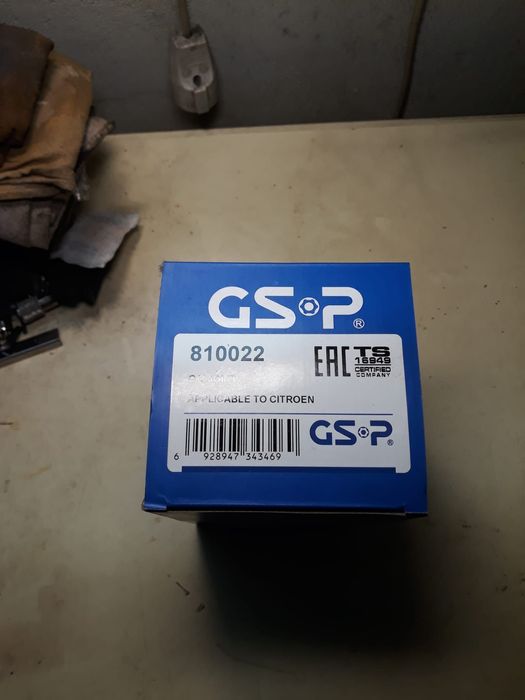 GSP®
810022
EAC TS
16949
CERTIFIED
COMPANY
APPLICABLE TO CITROEN
6 928947 343469
GSP®